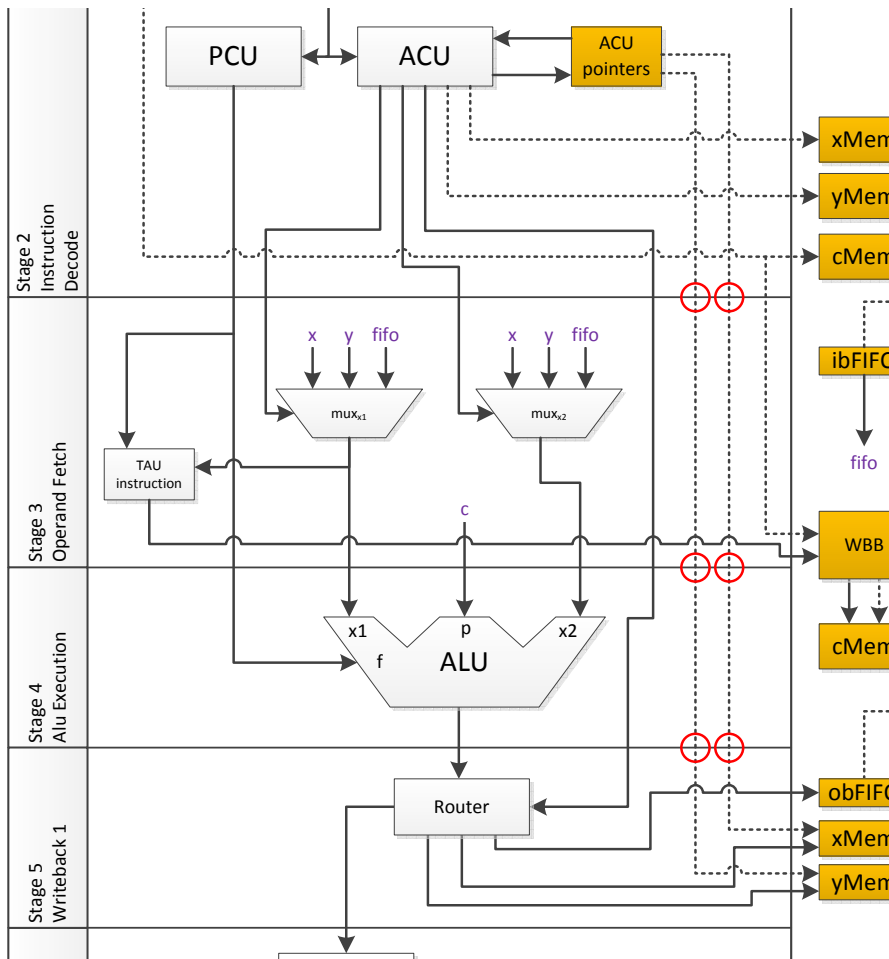 PCU
ACU
ACU
pointers
xMem
yMem
cMem
Stage 2
Instruction
Decode
x
y
fifo
x
y
fifo
ibFIFO
muxx1
muxx2
fifo
TAU
instruction
c
Stage 3
Operand Fetch
WBB
x1
p
x2
f
ALU
cMem
Stage 4
Alu Execution
Router
obFIFO
xMem
yMem
Stage 5
Writeback 1